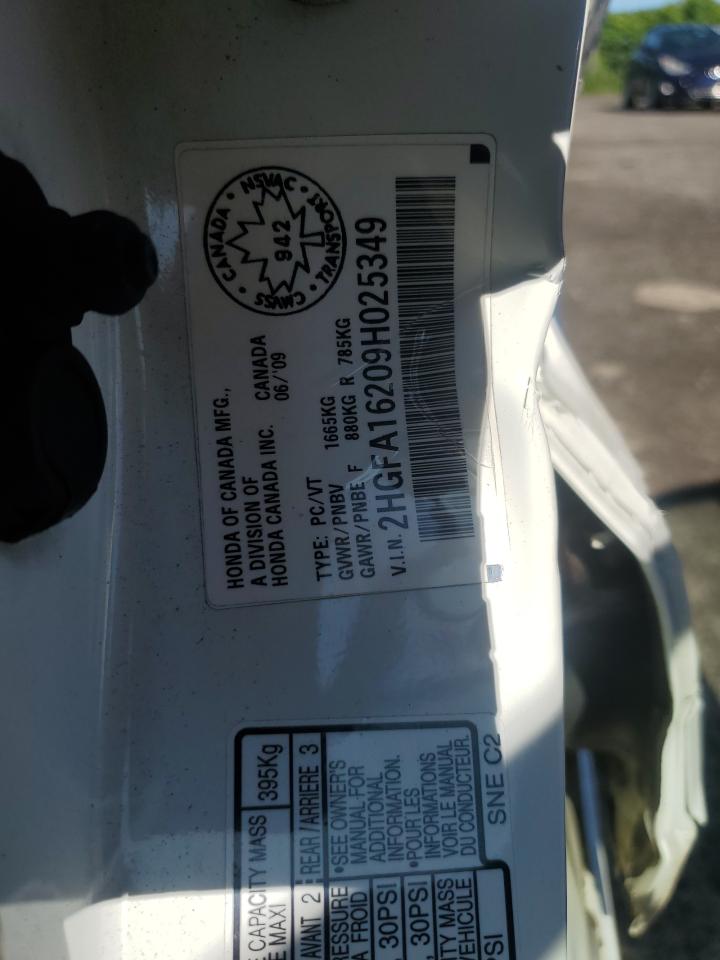 HONDA OF CANADA MFG.,
A DIVISION OF
HONDA CANADA INC. CANADA
06/'09
TYPE: PC/VT
GVWR/PNBV 1665KG
GAWR/PNBE F 880KG R 785KG
V.I.N. 2HGFA16209H025349
CANADA · NSVAC · TRANSPORT · CMVSS ·
942
CAPACITY MASS 395Kg
MAXI
AVANT 2 REAR/ARRIERE 3
•SEE OWNER'S
MANUAL FOR
ADDITIONAL
INFORMATION.
•POUR LES
INFORMATIONS
VOIR LE MANUAL
DU CONDUCTEUR.
A FROID
, 30PSI
, 30PSI
SNE C2